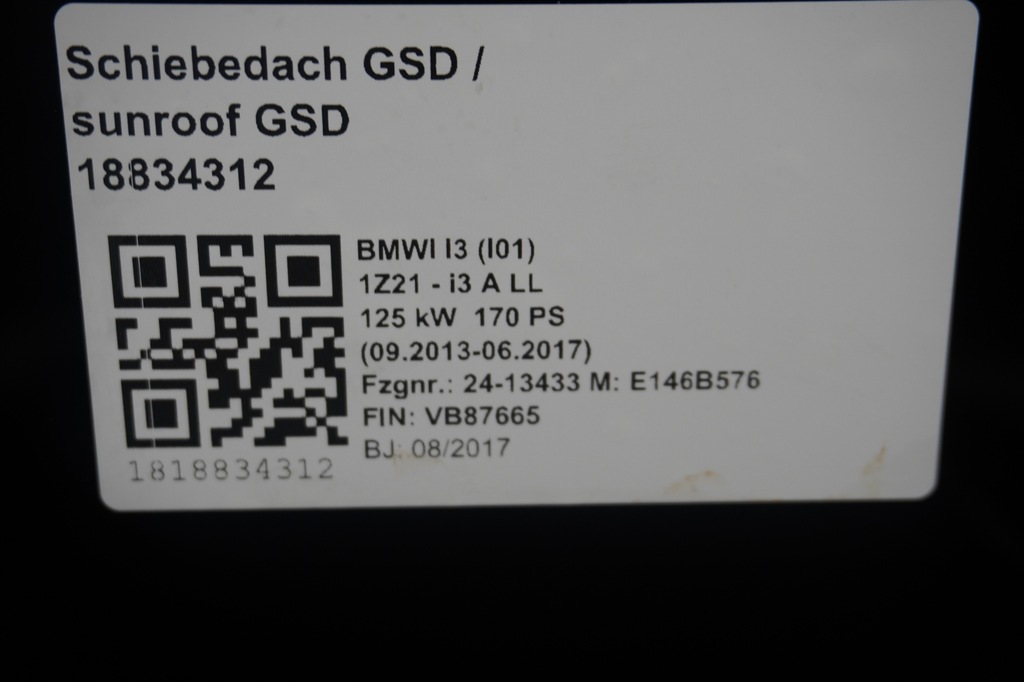 Schiebedach GSD /
sunroof GSD
18834312
BMWI I3 (I01)
1Z21 - i3 A LL
125 kW 170 PS
(09.2013-06.2017)
Fzgnr.: 24-13433 M: E146B576
FIN: VB87665
BJ: 08/2017
1818834312